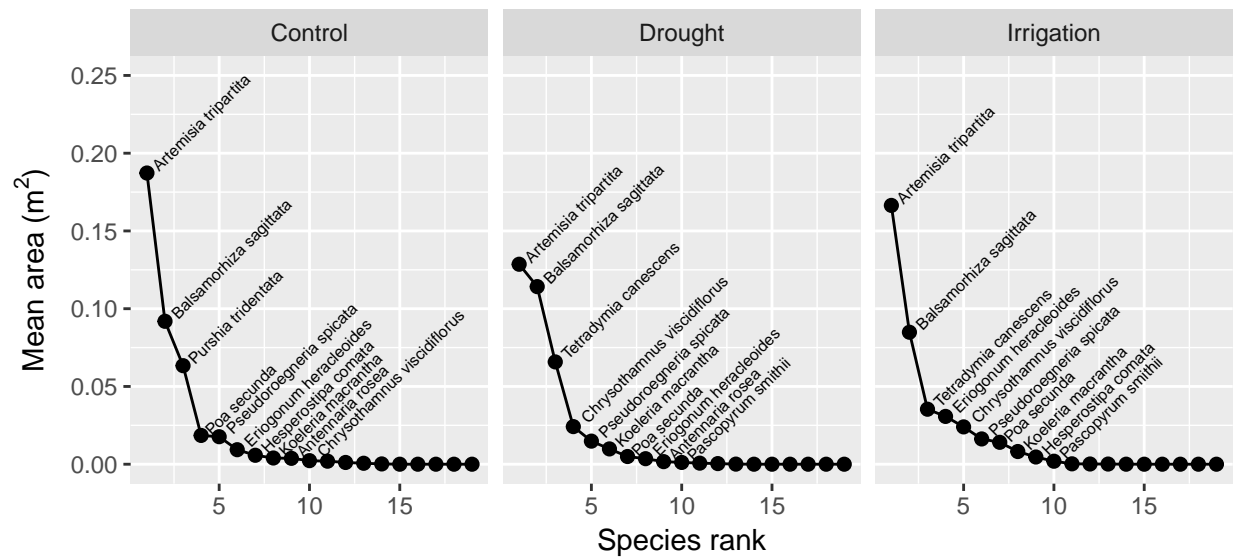 Control
Drought
Irrigation
Mean area (m²)
0.25
0.20
0.15
0.10
0.05
0.00
Artemisia tripartita
Balsamorhiza sagittata
Purshia tridentata
Poa secunda
Pseudoroegneria spicata
Eriogonum heracleoides
Hesperostipa comata
Koeleria macrantha
Antennaria rosea
Chrysothamnus viscidiflorus
Artemisia tripartita
Balsamorhiza sagittata
Tetradymia canescens
Chrysothamnus viscidiflorus
Pseudoroegneria spicata
Koeleria macrantha
Poa secunda
Eriogonum heracleoides
Antennaria rosea
Pascopyrum smithii
Artemisia tripartita
Balsamorhiza sagittata
Tetradymia canescens
Eriogonum heracleoides
Chrysothamnus viscidiflorus
Pseudoroegneria spicata
Poa secunda
Koeleria macrantha
Hesperostipa comata
Pascopyrum smithii
5 10 15
5 10 15
5 10 15
Species rank